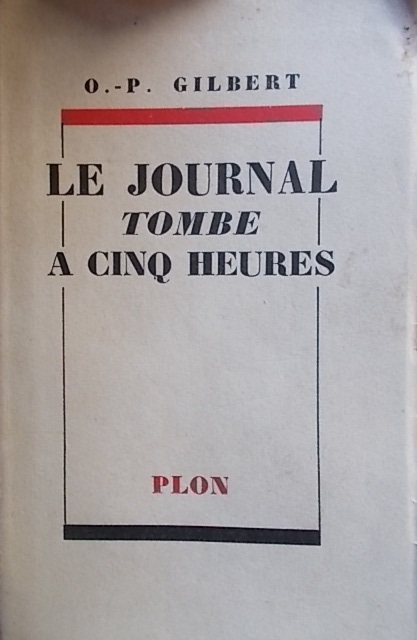 O.-P. GILBERT
LE JOURNAL
TOMBE
A CINQ HEURES
PLON